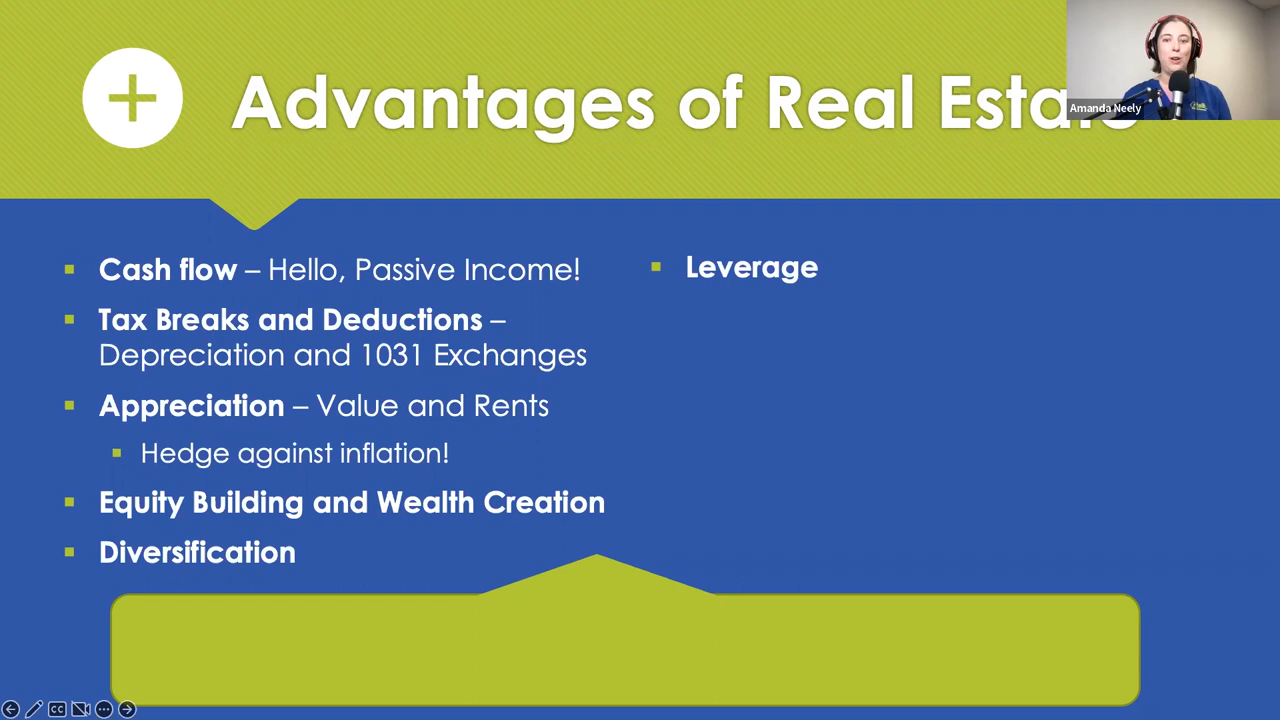 Advantages of Real Estate
Amanda Neely
Cash flow – Hello, Passive Income!
Tax Breaks and Deductions –
Depreciation and 1031 Exchanges
Appreciation – Value and Rents
Hedge against inflation!
Equity Building and Wealth Creation
Diversification
Leverage
CC